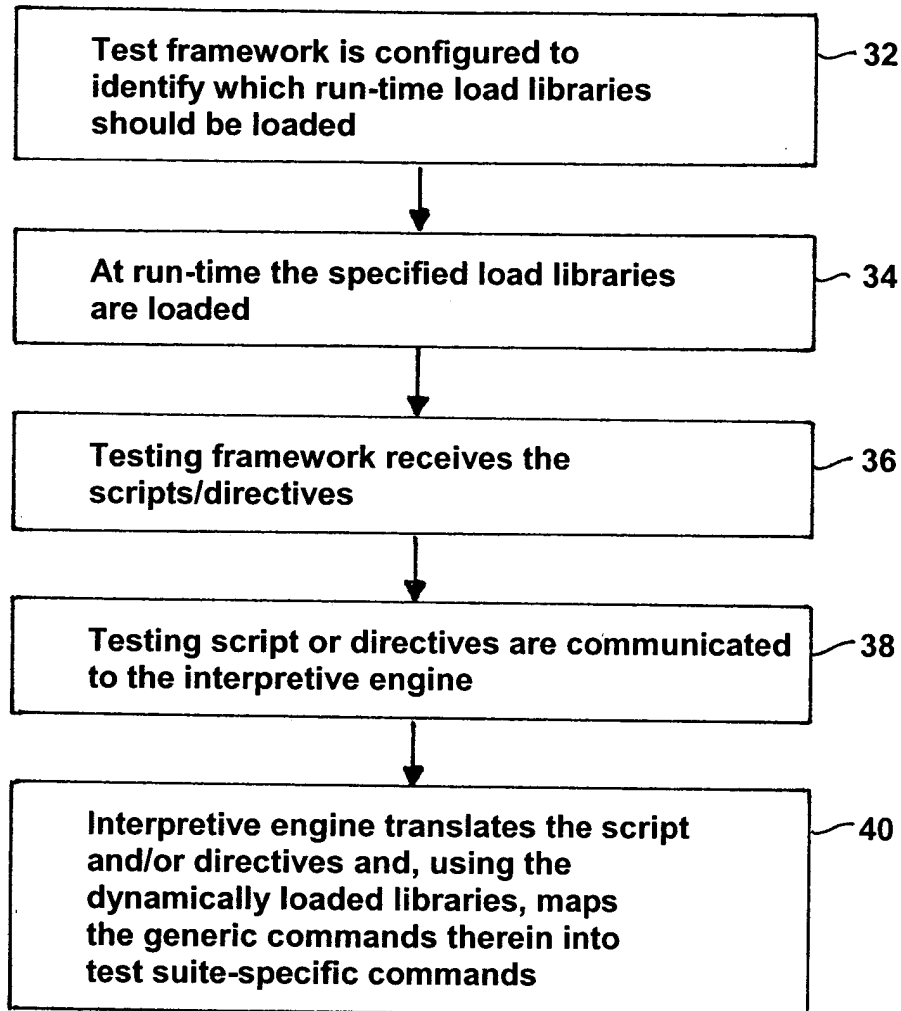 Test framework is configured to
identify which run-time load libraries
should be loaded
32
At run-time the specified load libraries
are loaded
34
Testing framework receives the
scripts/directives
36
Testing script or directives are communicated
to the interpretive engine
38
Interpretive engine translates the script
and/or directives and, using the
dynamically loaded libraries, maps
the generic commands therein into
test suite-specific commands
40